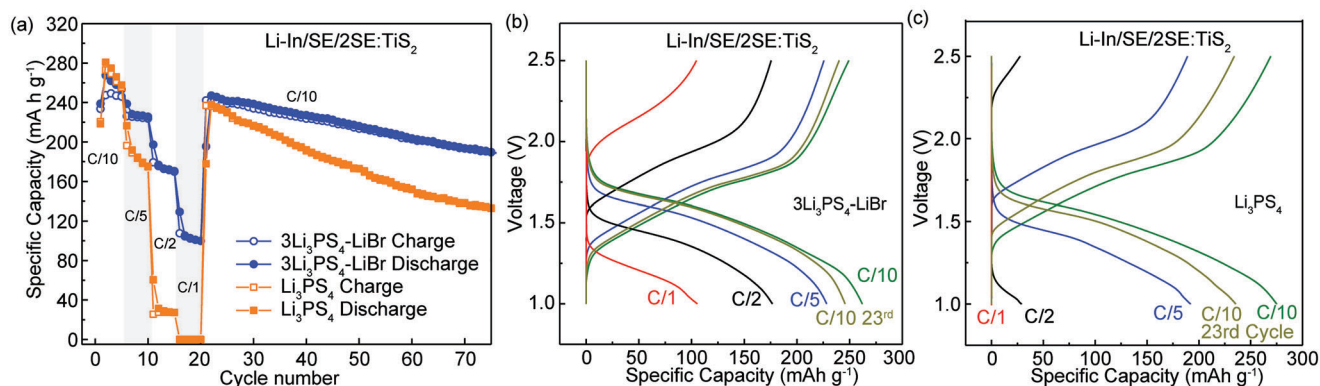 (a)
Li-In/SE/2SE:TiS₂
Specific Capacity (mA h g⁻¹)
320
280
240
200
160
120
80
40
0
C/10
C/5
C/2
C/1
C/10
3Li₃PS₄-LiBr Charge
3Li₃PS₄-LiBr Discharge
Li₃PS₄ Charge
Li₃PS₄ Discharge
0 10 20 30 40 50 60 70
Cycle number
(b)
Li-In/SE/2SE:TiS₂
Voltage (V)
2.5
2.0
1.5
1.0
3Li₃PS₄-LiBr
C/1
C/2
C/5
C/10
C/10 23ʳᵈ
0 50 100 150 200 250 300
Specific Capacity (mAh g⁻¹)
(c)
Li-In/SE/2SE:TiS₂
Voltage (V)
2.5
2.0
1.5
1.0
Li₃PS₄
C/1
C/2
C/5
C/10
23rd Cycle
C/10
0 50 100 150 200 250 300
Specific Capacity (mAh g⁻¹)